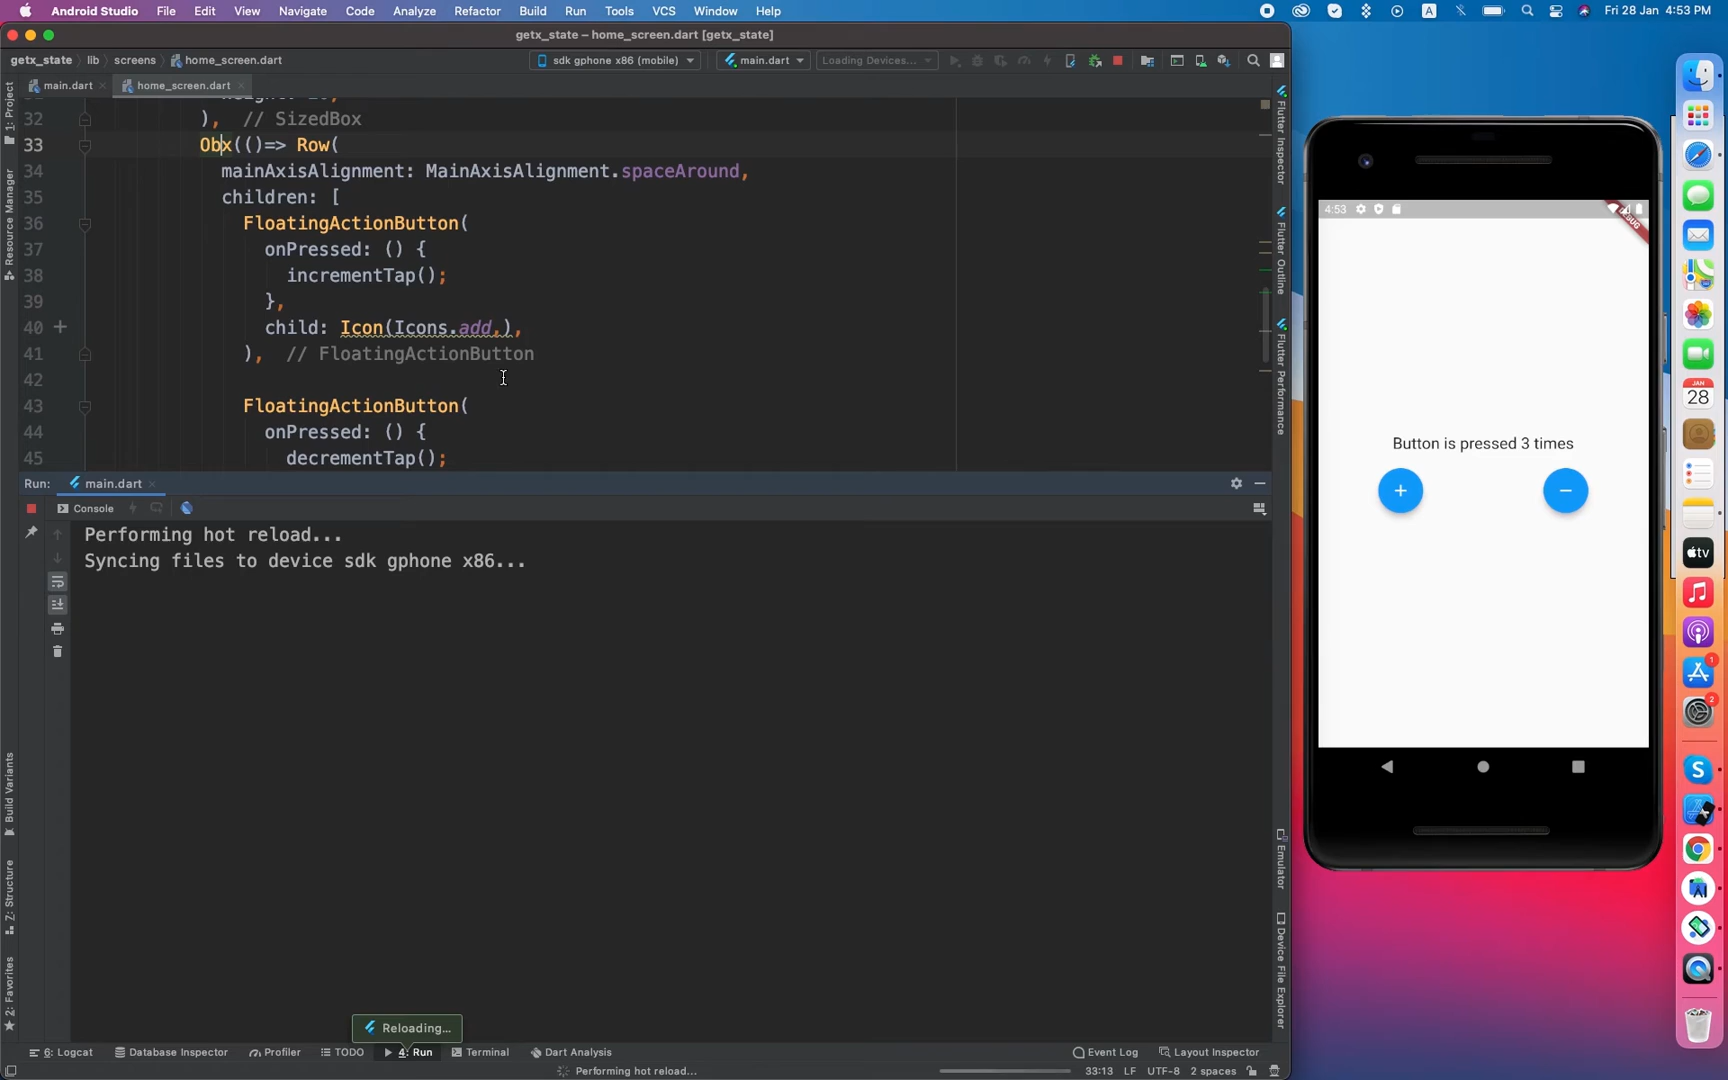 Android Studio File Edit View Navigate Code Analyze Refactor Build Run Tools VCS Window Help
A
Fri 28 Jan 4:53 PM
getx_state – home_screen.dart [getx_state]
getx_state lib screens home_screen.dart
sdk gphone x86 (mobile)
main.dart
Loading Devices...
main.dart
home_screen.dart
1: Project
Resource Manager
Build Variants
Z: Structure
2: Favorites
32 ), // SizedBox
33 Obx(()=> Row(
34 mainAxisAlignment: MainAxisAlignment.spaceAround,
35 children: [
36 FloatingActionButton(
37 onPressed: () {
38 incrementTap();
39 },
40 child: Icon(Icons.add,),
41 ), // FloatingActionButton
42
43 FloatingActionButton(
44 onPressed: () {
45 decrementTap();
Flutter Inspector
Flutter Outline
Flutter Performance
Emulator
Device File Explorer
Run: main.dart
Console
Performing hot reload...
Syncing files to device sdk gphone x86...
Reloading...
6: Logcat Database Inspector Profiler TODO 4: Run Terminal Dart Analysis
Event Log Layout Inspector
Performing hot reload...
33:13 LF UTF-8 2 spaces
4:53
DEBUG
Button is pressed 3 times
+
−
JAN
28
tv
1
2
S
A